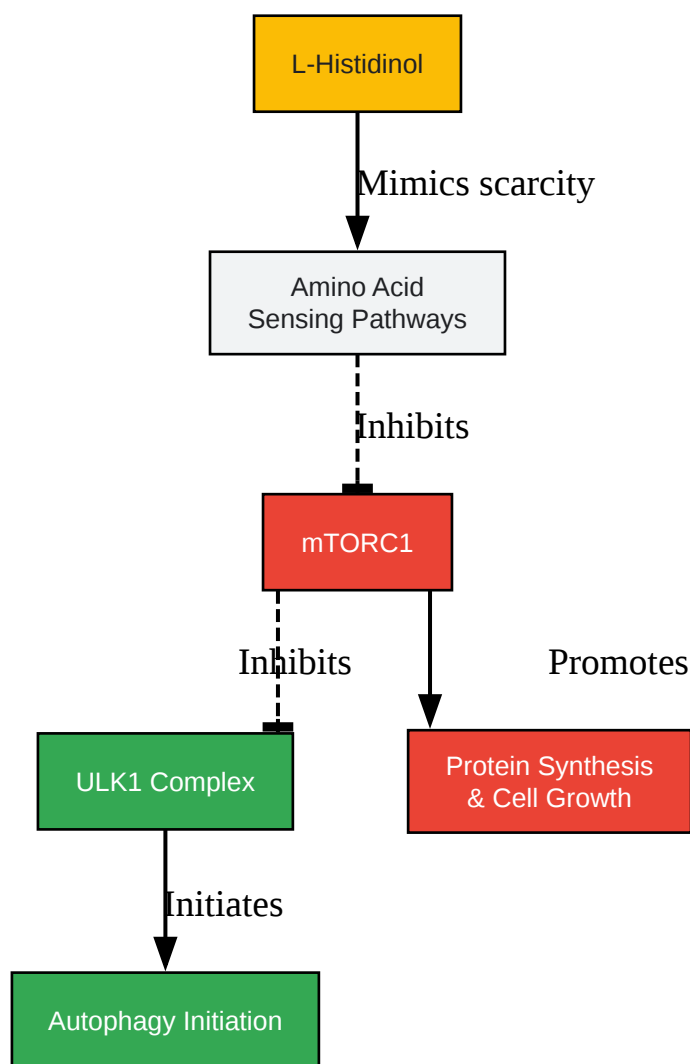 L-Histidinol
Mimics scarcity
Amino Acid
Sensing Pathways
Inhibits
mTORC1
Inhibits
Promotes
ULK1 Complex
Protein Synthesis
& Cell Growth
Initiates
Autophagy Initiation